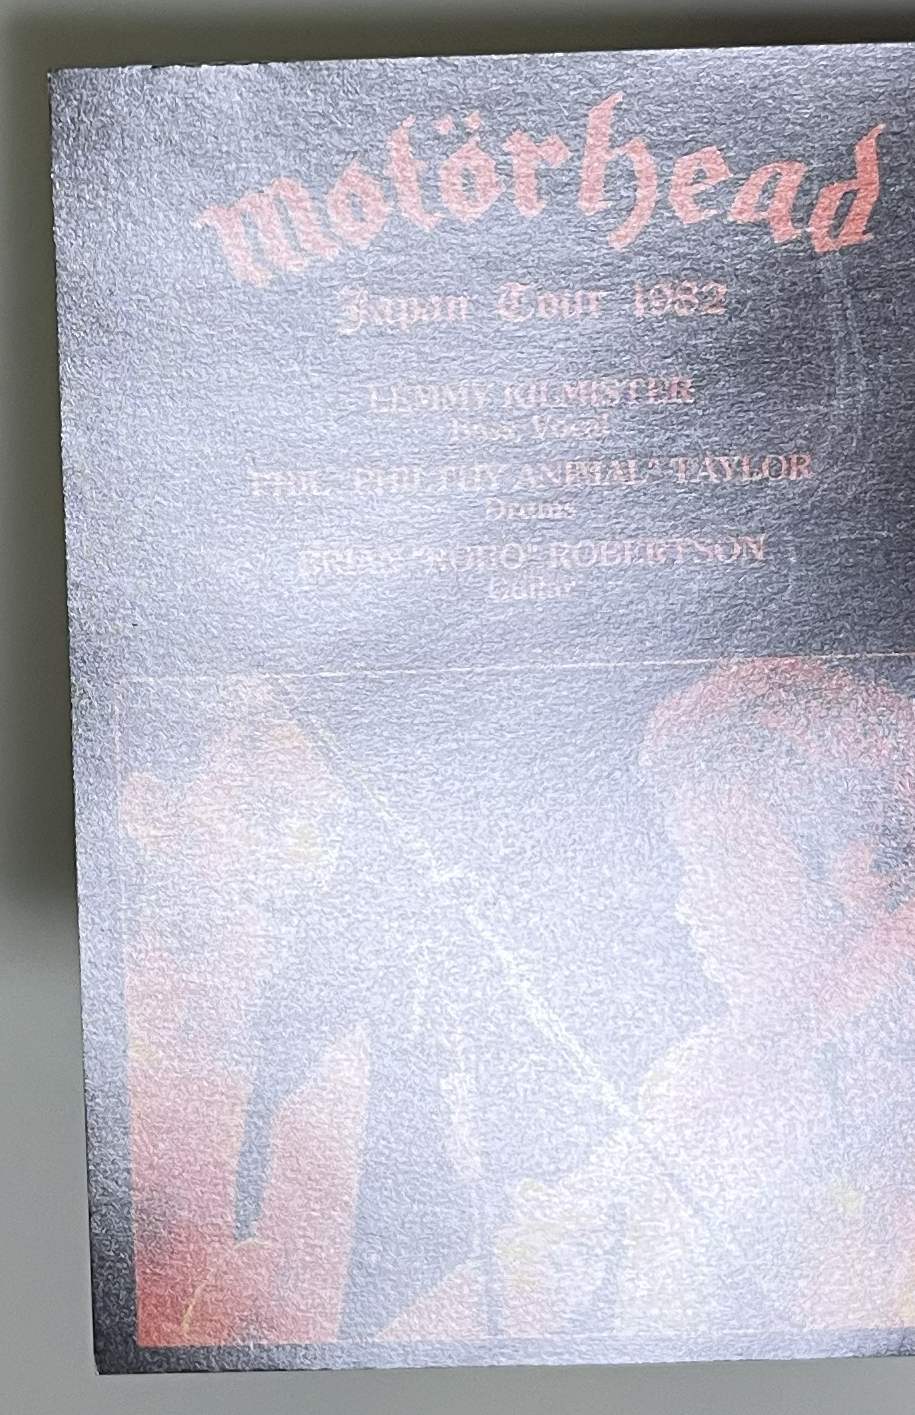 motörhead
Japan Tour 1982
LEMMY KILMISTER
Bass, Vocal
PHIL "PHILTHY ANIMAL" TAYLOR
Drums
BRIAN "ROBO" ROBERTSON
Guitar